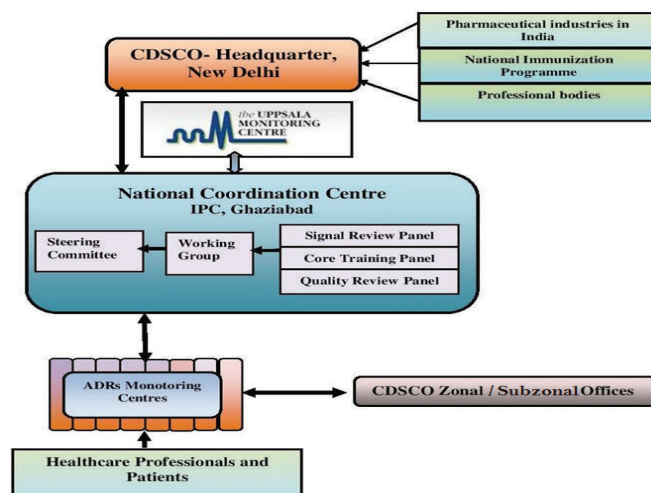 Pharmaceutical industries in
India
CDSCO- Headquarter,
New Delhi
National Immunization
Programme
Professional bodies
the UPPSALA
MONITORING
CENTRE
National Coordination Centre
IPC, Ghaziabad
Steering
Committee
Working
Group
Signal Review Panel
Core Training Panel
Quality Review Panel
ADRs Monotoring
Centres
CDSCO Zonal / Subzonal Offices
Healthcare Professionals and
Patients